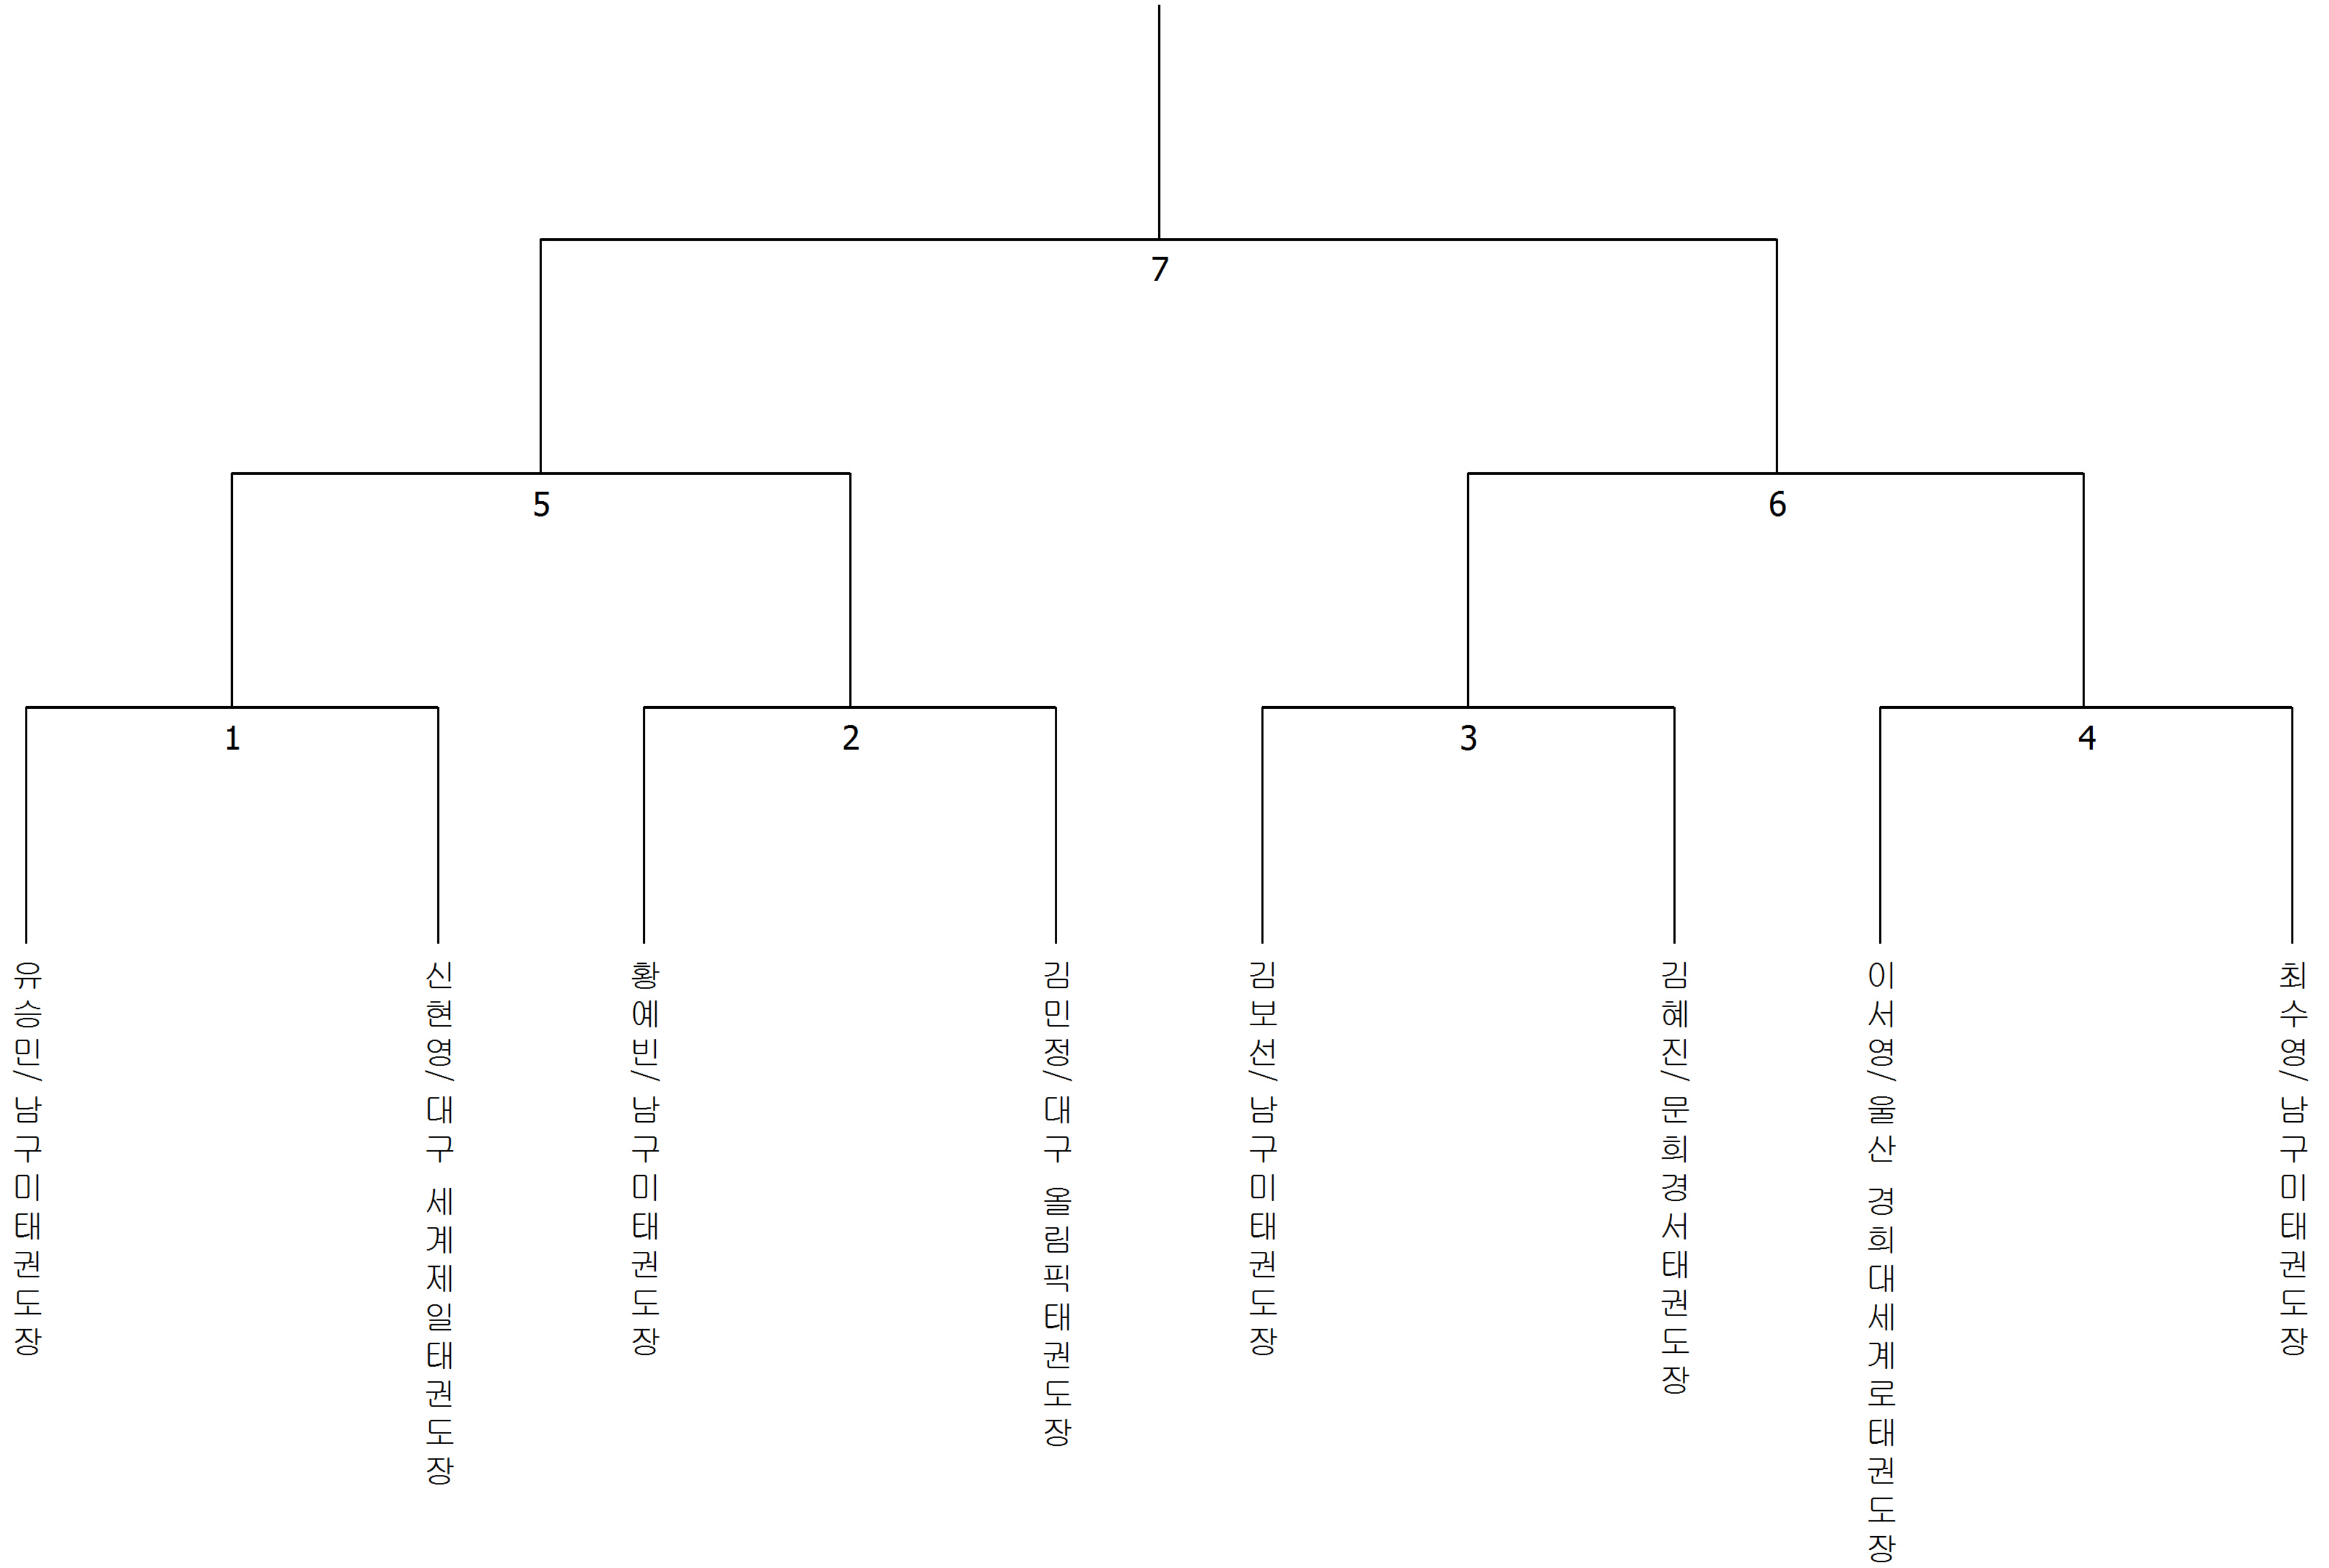 7
5
6
1
2
3
4
유승민/남구미태권도장
신현영/대구 세계제일태권도장
황예빈/남구미태권도장
김민정/대구 올림픽태권도장
김보선/남구미태권도장
김혜진/문희경서태권도장
이서영/울산 경희대세계로태권도장
최수영/남구미태권도장